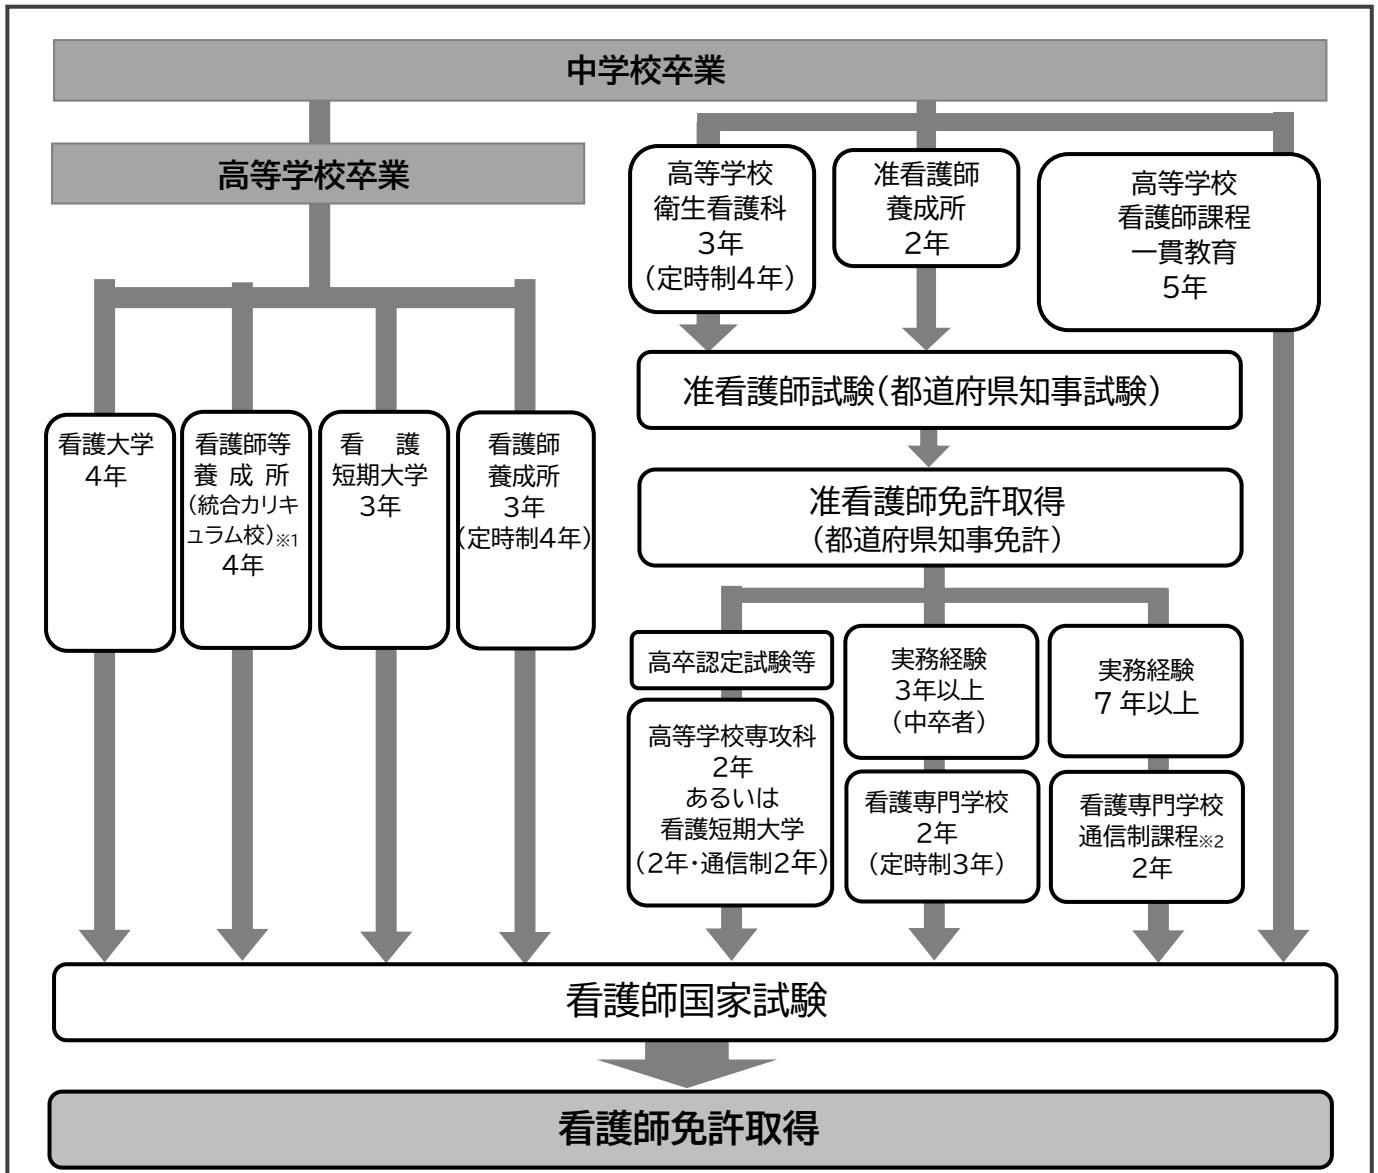 中学校卒業
高等学校卒業
高等学校
衛生看護科
3年
(定時制4年)
准看護師
養成所
2年
高等学校
看護師課程
一貫教育
5年
准看護師試験(都道府県知事試験)
准看護師免許取得
(都道府県知事免許)
看護大学
4年
看護師等
養 成 所
(統合カリキ
ュラム校)※1
4年
看 護
短期大学
3年
看護師
養成所
3年
(定時制4年)
高卒認定試験等
高等学校専攻科
2年
あるいは
看護短期大学
(2年・通信制2年)
実務経験
3年以上
(中卒者)
看護専門学校
2年
(定時制3年)
実務経験
7年以上
看護専門学校
通信制課程※2
2年
看護師国家試験
看護師免許取得